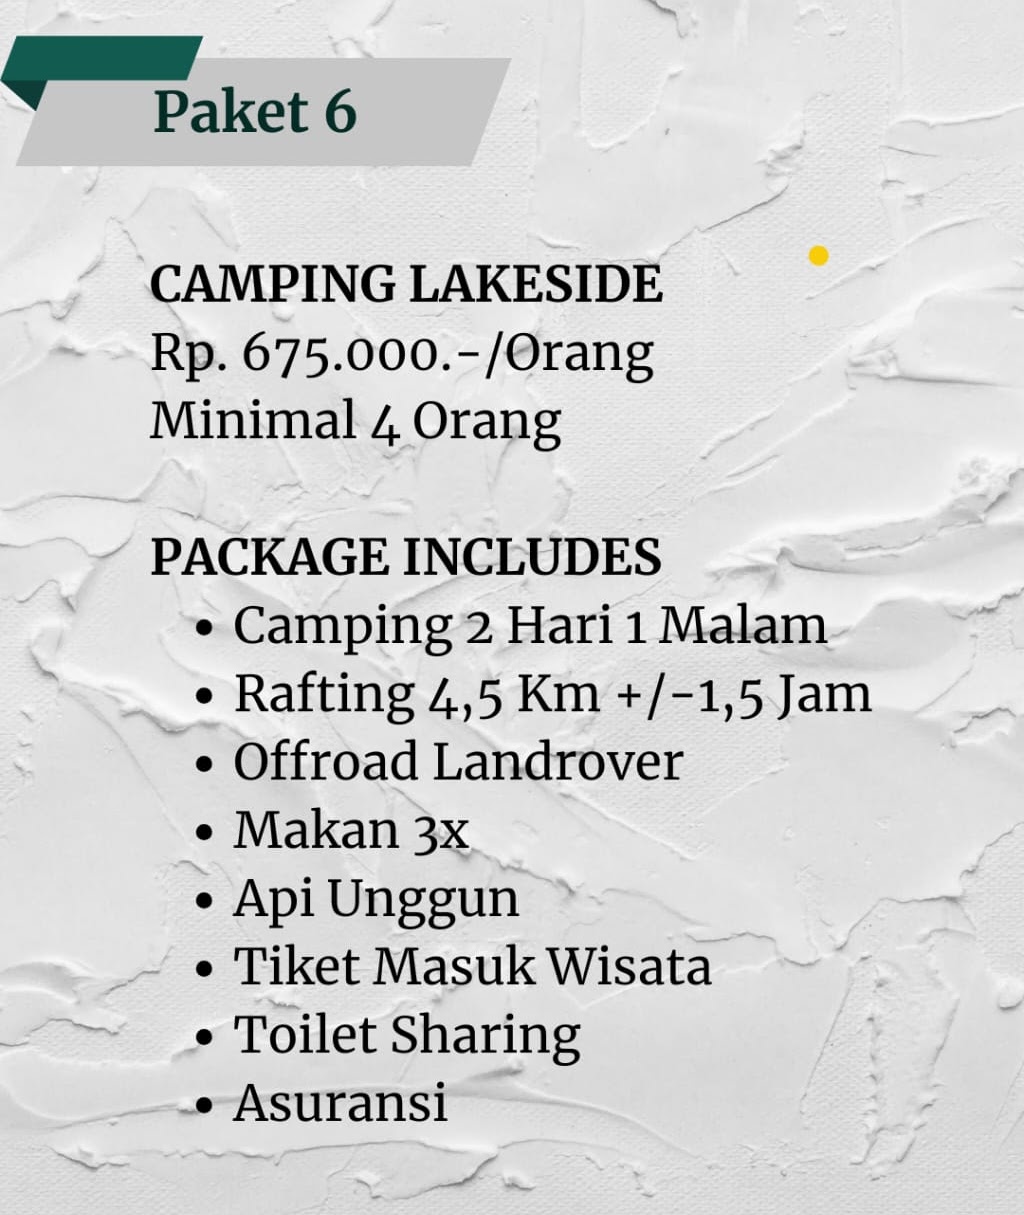 Paket 6
CAMPING LAKESIDE
Rp. 675.000.-/Orang
Minimal 4 Orang
PACKAGE INCLUDES
• Camping 2 Hari 1 Malam
• Rafting 4,5 Km +/-1,5 Jam
• Offroad Landrover
• Makan 3x
• Api Unggun
• Tiket Masuk Wisata
• Toilet Sharing
• Asuransi